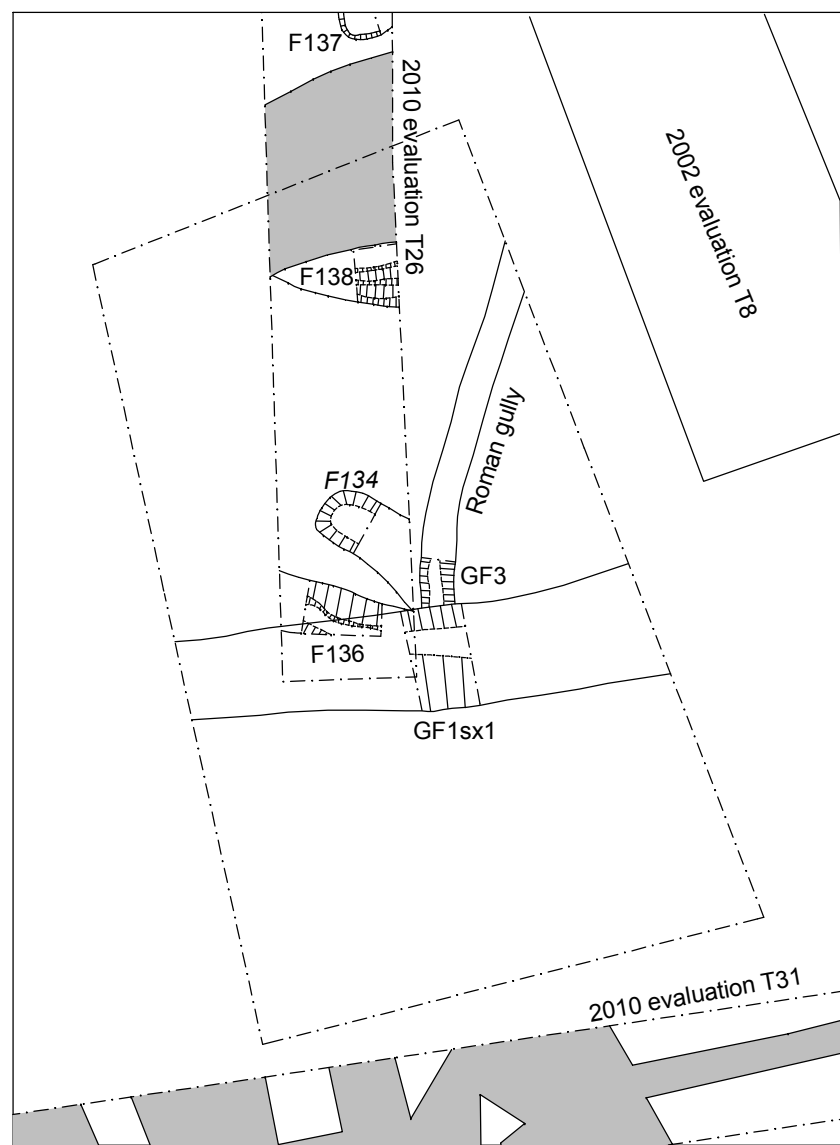 F137
2010 evaluation T26
2002 evaluation T8
F138
Roman gully
F134
GF3
F136
GF1sx1
2010 evaluation T31